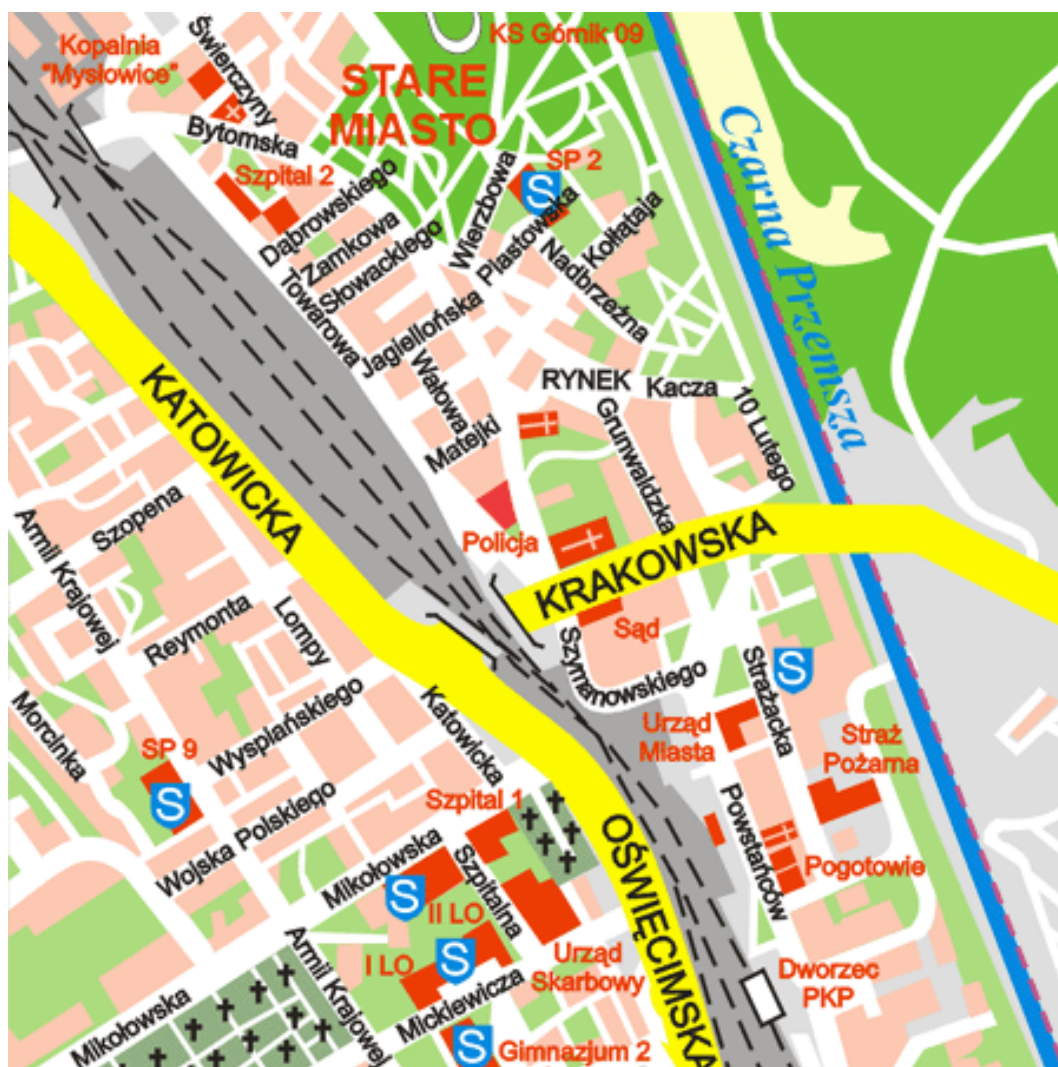 KS Górnik 09
Kopalnia
"Mysłowice"
Świerczyny
STARE
MIASTO
Bytomska
Szpital 2
SP 2
S
Czarna Przemsza
Dąbrowskiego
Zamkowa
Słowackiego
Towarowa
Wierzbowa
Piastowska
Kołłątaja
Nadbrzeżna
Jagiellońska
Wałowa
Matejki
RYNEK
Kacza
10 Lutego
Grunwaldzka
KATOWICKA
Policja
KRAKOWSKA
Sąd
Szopena
Armii Krajowej
Reymonta
Lompy
Szymanowskiego
Strażacka
S
Morcinka
SP 9
S
Wyspiańskiego
Katowicka
Urząd
Miasta
Straż
Pożarna
Wojska Polskiego
Szpital 1
Mikołowska
Szpitalna
OŚWIĘCIMSKA
Powstańców
Pogotowie
S
II LO
I LO
S
Armii Krajowej
Urząd
Skarbowy
Dworzec
PKP
Mikołowska
Mickiewicza
S
Gimnazjum 2